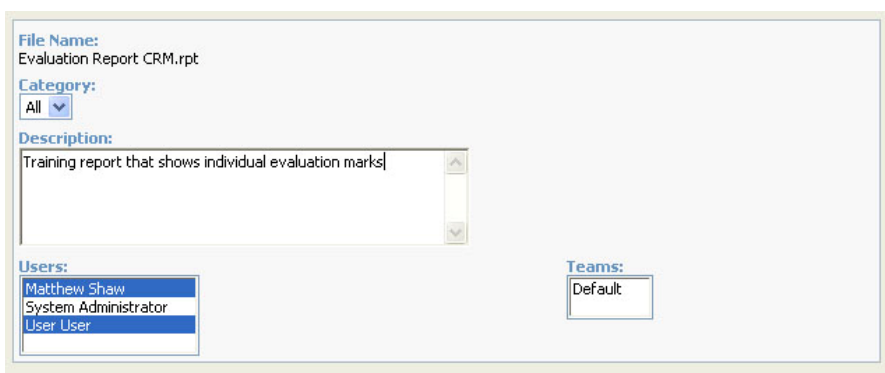 File Name:
Evaluation Report CRM.rpt
Category:
All
Description:
Training report that shows individual evaluation marks
Users:
Matthew Shaw
System Administrator
User User
Teams:
Default